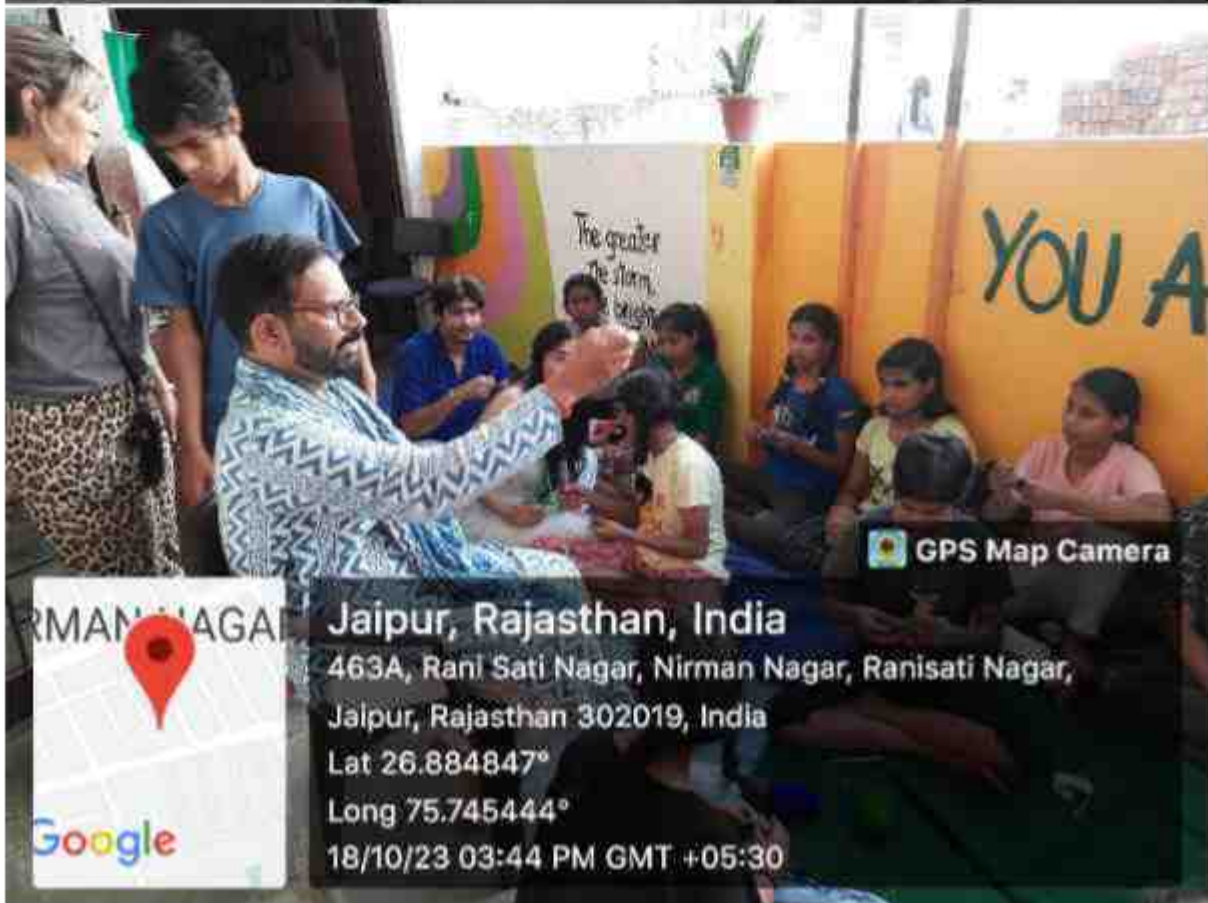 The greater
the storm,
YOU A
GPS Map Camera
RMAN NAGAR
Google
Jaipur, Rajasthan, India
463A, Rani Sati Nagar, Nirman Nagar, Ranisati Nagar,
Jaipur, Rajasthan 302019, India
Lat 26.884847°
Long 75.745444°
18/10/23 03:44 PM GMT +05:30